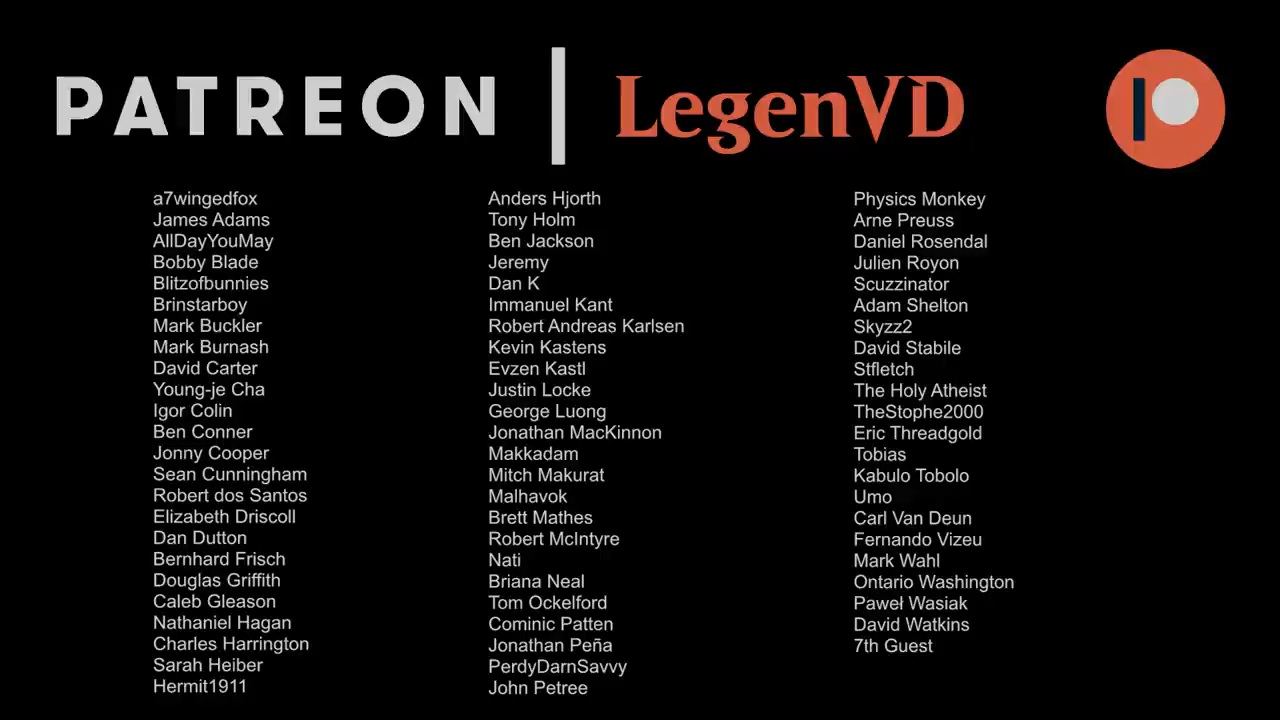 PATREON | LegenVD
a7wingedfox
James Adams
AllDayYouMay
Bobby Blade
Blitzofbunnies
Brinstarboy
Mark Buckler
Mark Burnash
David Carter
Young-je Cha
Igor Colin
Ben Conner
Jonny Cooper
Sean Cunningham
Robert dos Santos
Elizabeth Driscoll
Dan Dutton
Bernhard Frisch
Douglas Griffith
Caleb Gleason
Nathaniel Hagan
Charles Harrington
Sarah Heiber
Hermit1911
Anders Hjorth
Tony Holm
Ben Jackson
Jeremy
Dan K
Immanuel Kant
Robert Andreas Karlsen
Kevin Kastens
Evzen Kastl
Justin Locke
George Luong
Jonathan MacKinnon
Makkadam
Mitch Makurat
Malhavok
Brett Mathes
Robert McIntyre
Nati
Briana Neal
Tom Ockelford
Cominic Patten
Jonathan Peña
PerdyDarnSavvy
John Petree
Physics Monkey
Arne Preuss
Daniel Rosendal
Julien Royon
Scuzzinator
Adam Shelton
Skyzz2
David Stabile
Stfletch
The Holy Atheist
TheStophe2000
Eric Threadgold
Tobias
Kabulo Tobolo
Umo
Carl Van Deun
Fernando Vizeu
Mark Wahl
Ontario Washington
Paweł Wasiak
David Watkins
7th Guest